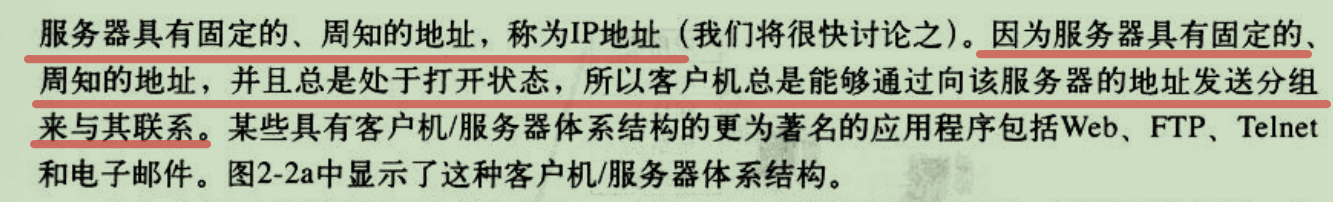 服务器具有固定的、周知的地址，称为IP地址（我们将很快讨论之）。因为服务器具有固定的、
周知的地址，并且总是处于打开状态，所以客户机总是能够通过向该服务器的地址发送分组
来与其联系。某些具有客户机/服务器体系结构的更为著名的应用程序包括Web、FTP、Telnet
和电子邮件。图2-2a中显示了这种客户机/服务器体系结构。